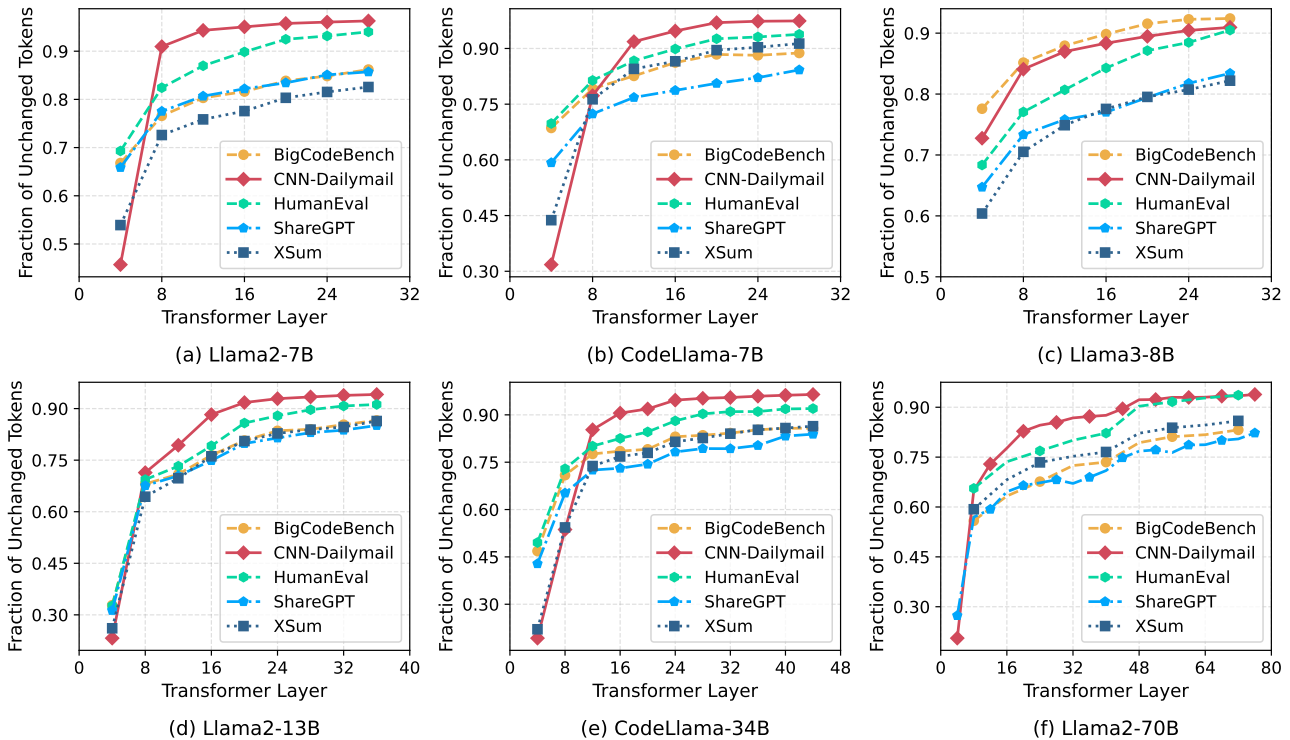 Fraction of Unchanged Tokens
0.9
0.8
0.7
0.6
0.5
BigCodeBench
CNN-Dailymail
HumanEval
ShareGPT
XSum
0 8 16 24 32
Transformer Layer
(a) Llama2-7B
Fraction of Unchanged Tokens
0.90
0.75
0.60
0.45
0.30
BigCodeBench
CNN-Dailymail
HumanEval
ShareGPT
XSum
0 8 16 24 32
Transformer Layer
(b) CodeLlama-7B
Fraction of Unchanged Tokens
0.9
0.8
0.7
0.6
0.5
BigCodeBench
CNN-Dailymail
HumanEval
ShareGPT
XSum
0 8 16 24 32
Transformer Layer
(c) Llama3-8B
Fraction of Unchanged Tokens
0.90
0.75
0.60
0.45
0.30
BigCodeBench
CNN-Dailymail
HumanEval
ShareGPT
XSum
0 8 16 24 32 40
Transformer Layer
(d) Llama2-13B
Fraction of Unchanged Tokens
0.90
0.75
0.60
0.45
0.30
BigCodeBench
CNN-Dailymail
HumanEval
ShareGPT
XSum
0 8 16 24 32 40 48
Transformer Layer
(e) CodeLlama-34B
Fraction of Unchanged Tokens
0.90
0.75
0.60
0.45
0.30
BigCodeBench
CNN-Dailymail
HumanEval
ShareGPT
XSum
0 16 32 48 64 80
Transformer Layer
(f) Llama2-70B